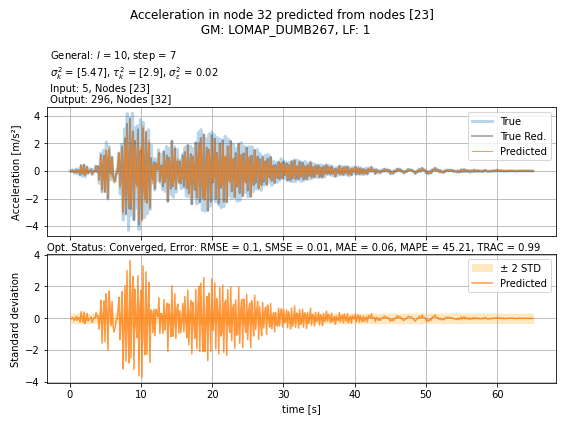 Acceleration in node 32 predicted from nodes [23]
GM: LOMAP_DUMB267, LF: 1
General: l = 10, step = 7
σ²ₖ = [5.47], τ²ₖ = [2.9], σ²ε = 0.02
Input: 5, Nodes [23]
Output: 296, Nodes [32]
Acceleration [m/s²]
4
2
0
−2
−4
True
True Red.
Predicted
Opt. Status: Converged, Error: RMSE = 0.1, SMSE = 0.01, MAE = 0.06, MAPE = 45.21, TRAC = 0.99
Standard deviation
4
2
0
−2
−4
± 2 STD
Predicted
0 10 20 30 40 50 60
time [s]